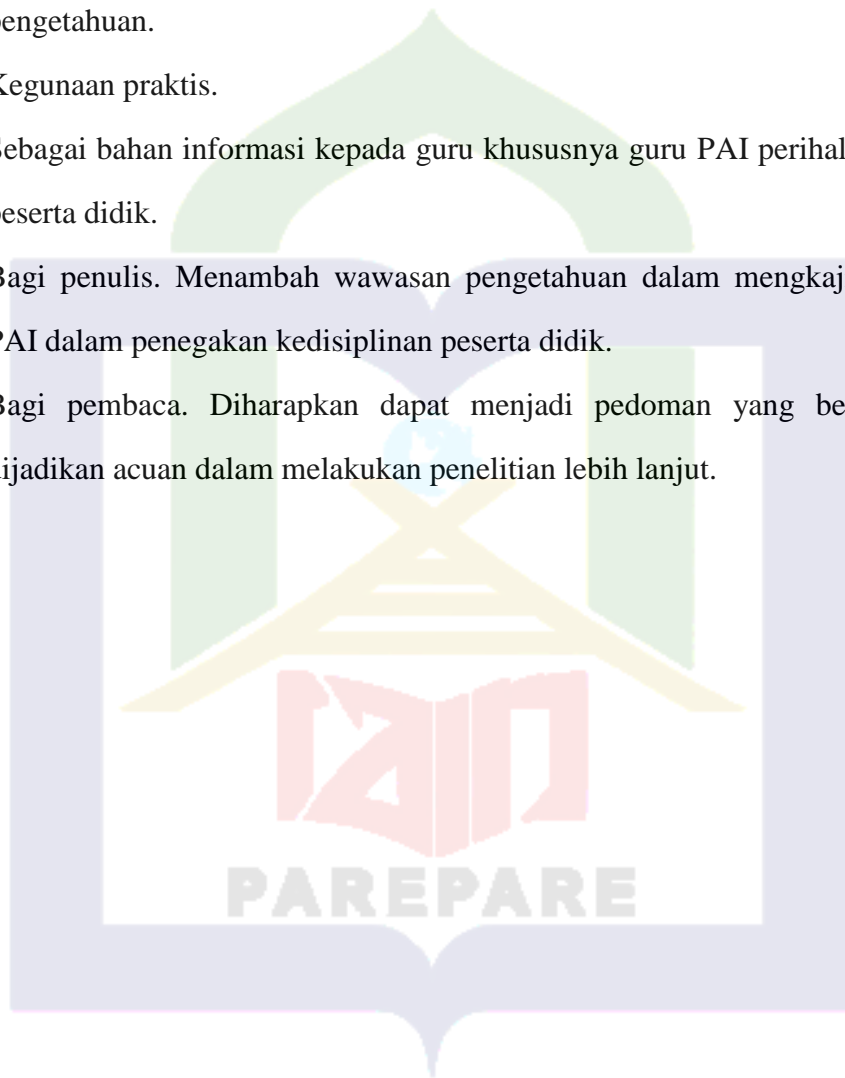 pengetahuan.
Kegunaan praktis.
Sebagai bahan informasi kepada guru khususnya guru PAI perihal
peserta didik.
Bagi penulis. Menambah wawasan pengetahuan dalam mengkaj
PAI dalam penegakan kedisiplinan peserta didik.
Bagi pembaca. Diharapkan dapat menjadi pedoman yang be
dijadikan acuan dalam melakukan penelitian lebih lanjut.
iain
PAREPARE